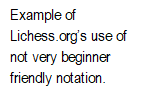 Example of
Lichess.org's use of
not very beginner
friendly notation.